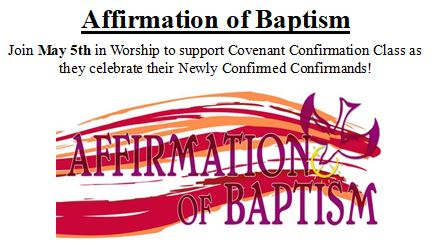 Affirmation of Baptism
Join May 5th in Worship to support Covenant Confirmation Class as
they celebrate their Newly Confirmed Confirmands!
AFFIRMATION
OF BAPTISM